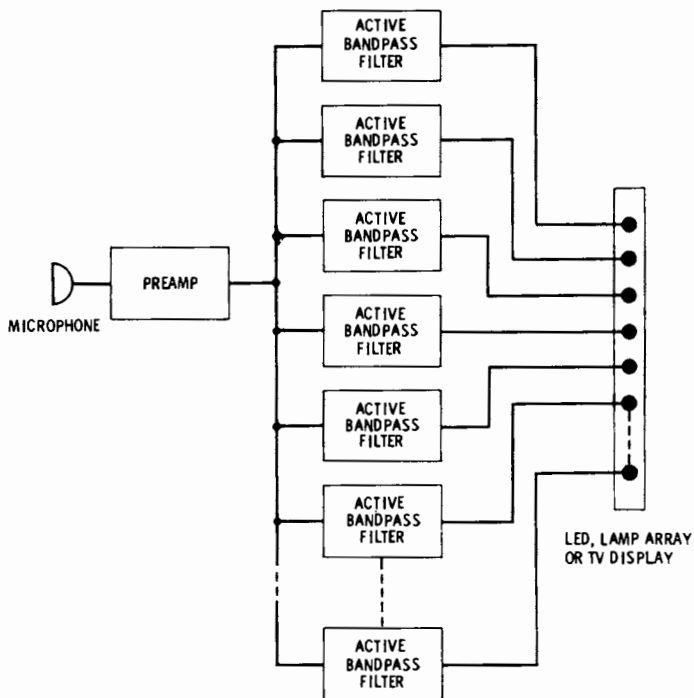 ACTIVE
BANDPASS
FILTER
ACTIVE
BANDPASS
FILTER
ACTIVE
BANDPASS
FILTER
PREAMP
MICROPHONE
ACTIVE
BANDPASS
FILTER
ACTIVE
BANDPASS
FILTER
ACTIVE
BANDPASS
FILTER
LED, LAMP ARRAY
OR TV DISPLAY
ACTIVE
BANDPASS
FILTER